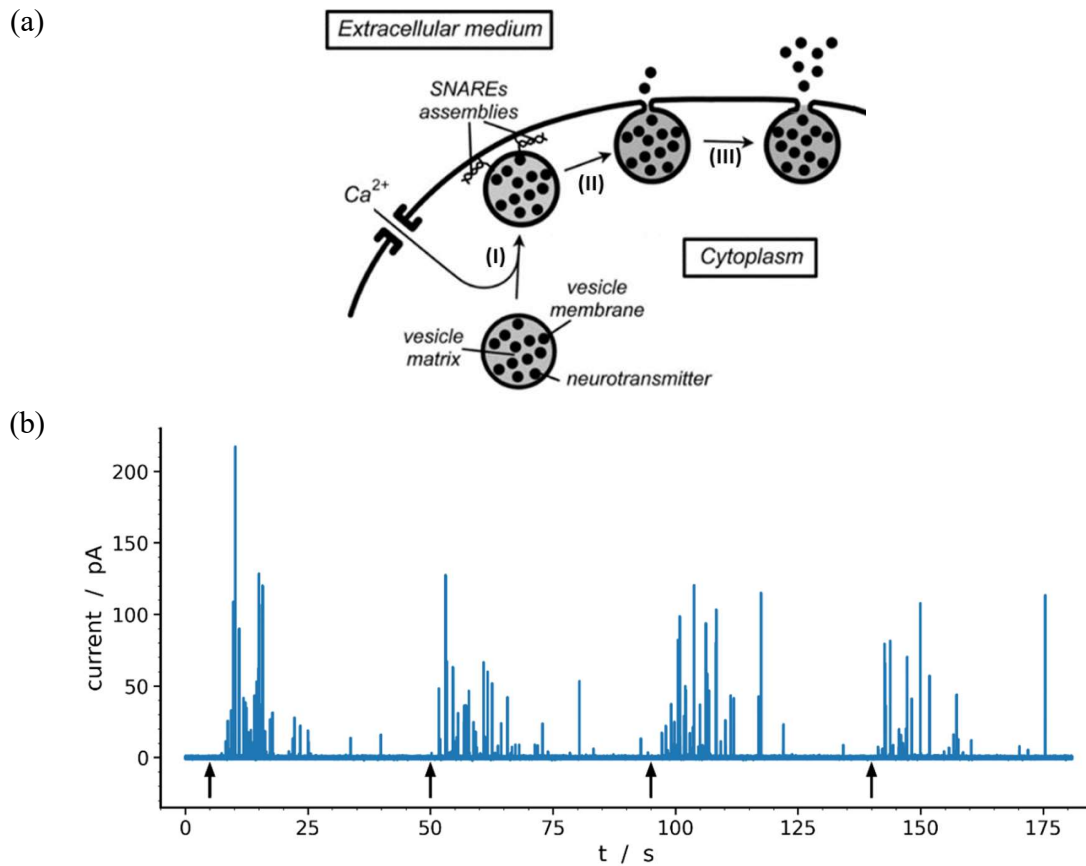 (a)
Extracellular medium
SNAREs
assemblies
Ca²⁺
(I)
(II)
(III)
Cytoplasm
vesicle
membrane
vesicle
matrix
neurotransmitter
(b)
current / pA
200
150
100
50
0
0 25 50 75 100 125 150 175
t / s